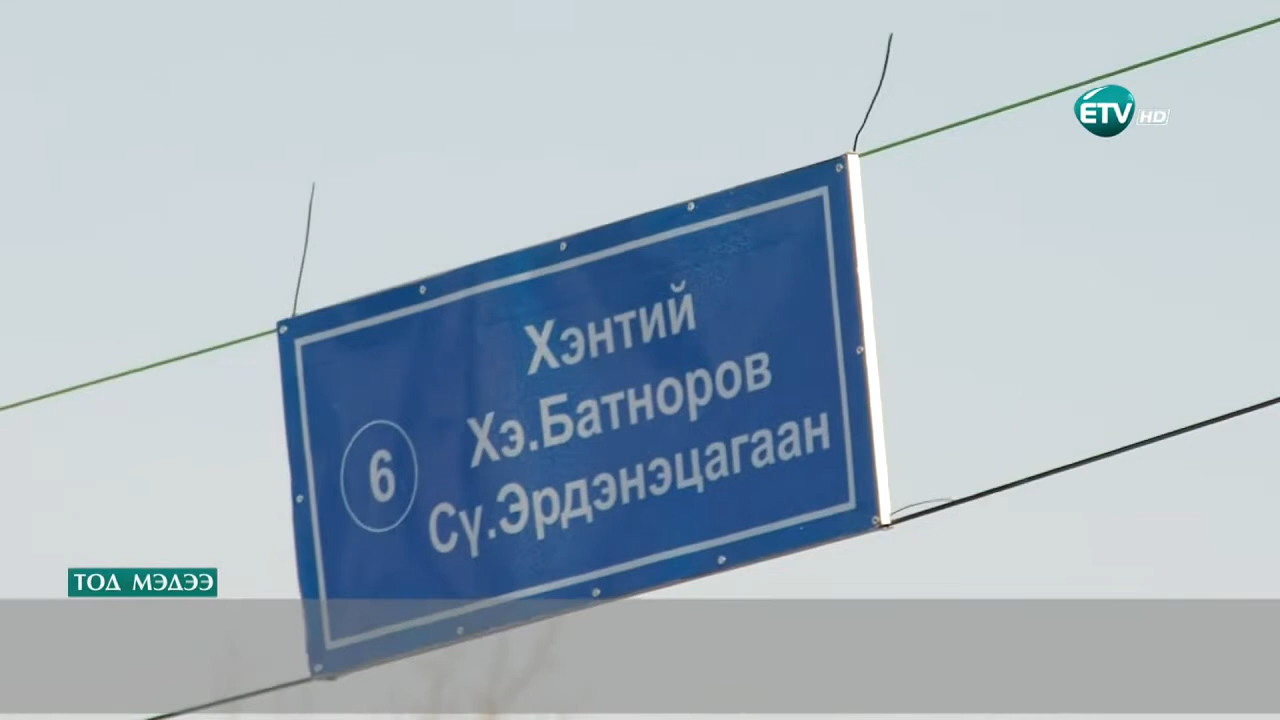 ETV HD
Хэнтий
Хэ.Батноров
6
Сү.Эрдэнэцагаан
ТОД МЭДЭЭ